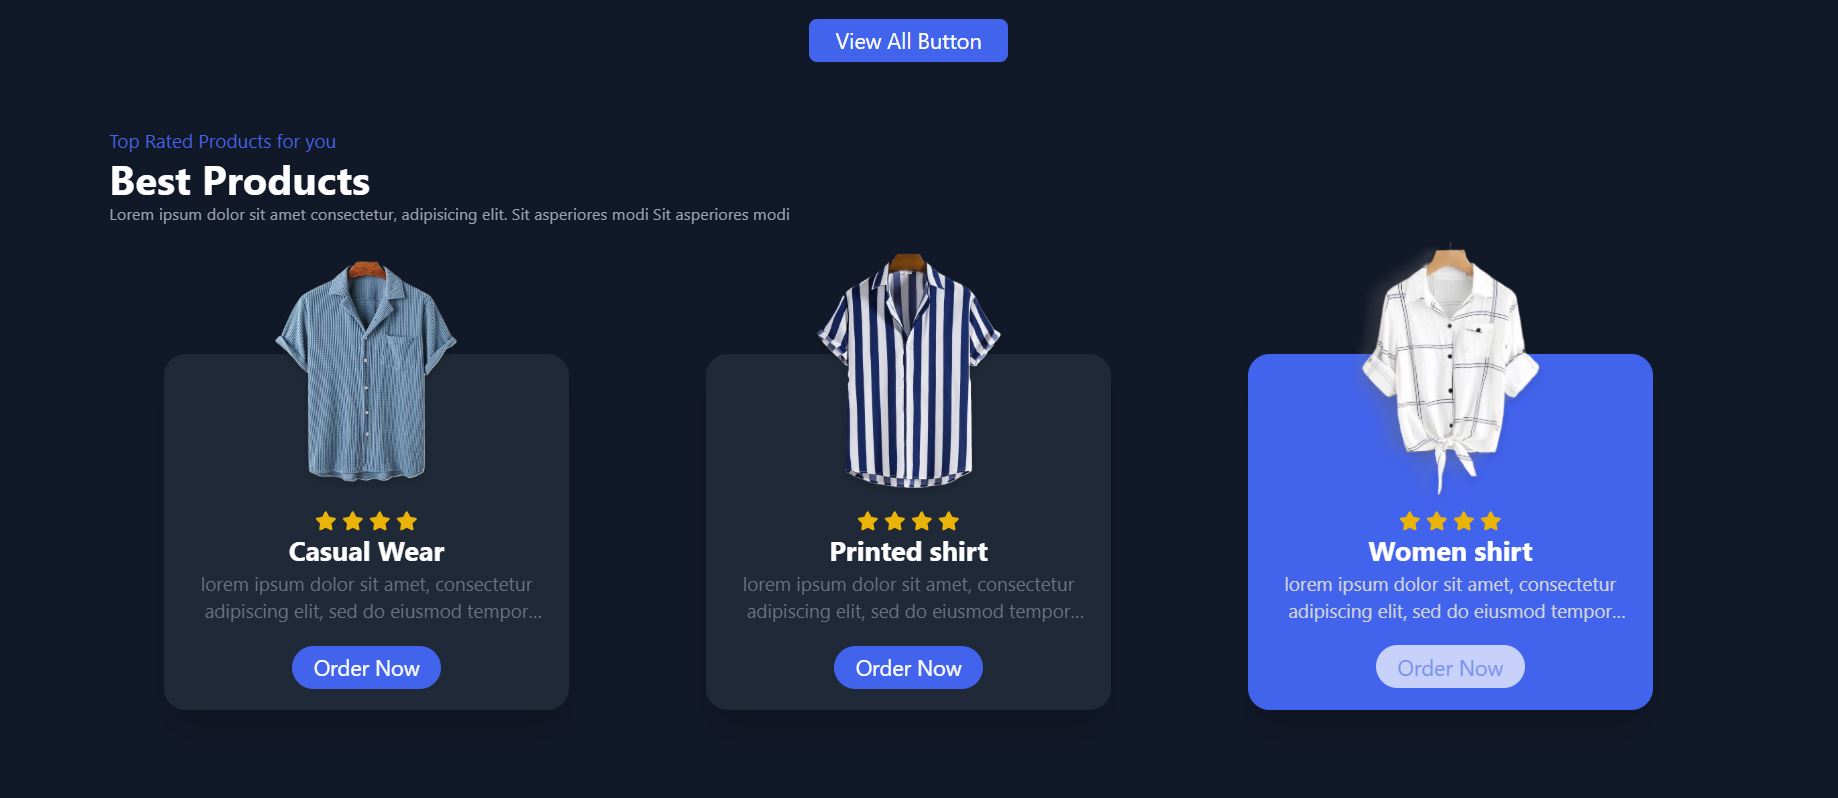 View All Button
Top Rated Products for you
Best Products
Lorem ipsum dolor sit amet consectetur, adipisicing elit. Sit asperiores modi Sit asperiores modi
Casual Wear
lorem ipsum dolor sit amet, consectetur
adipiscing elit, sed do eiusmod tempor...
Order Now
Printed shirt
lorem ipsum dolor sit amet, consectetur
adipiscing elit, sed do eiusmod tempor...
Order Now
Women shirt
lorem ipsum dolor sit amet, consectetur
adipiscing elit, sed do eiusmod tempor...
Order Now